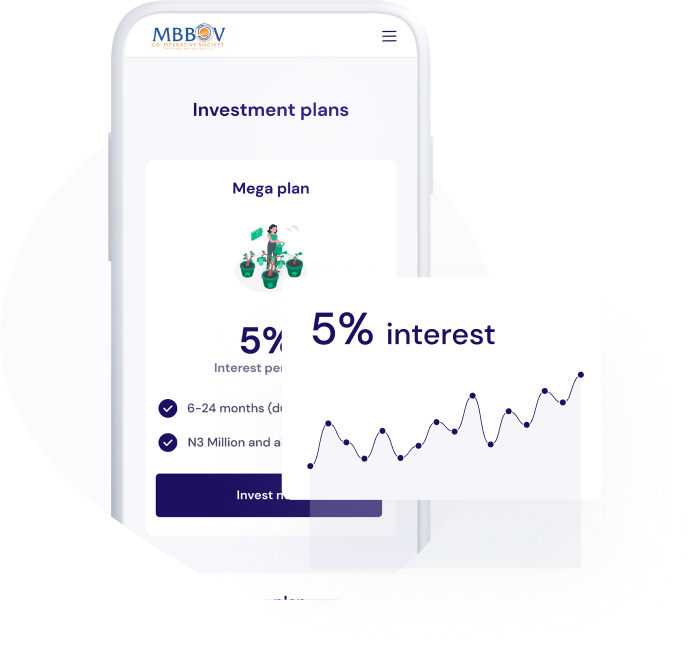 MBBOV
CO-OPERATIVE SOCIETY
Investment plans
Mega plan
5%
Interest per
6-24 months (du
N3 Million and a
Invest n
5% interest
plan